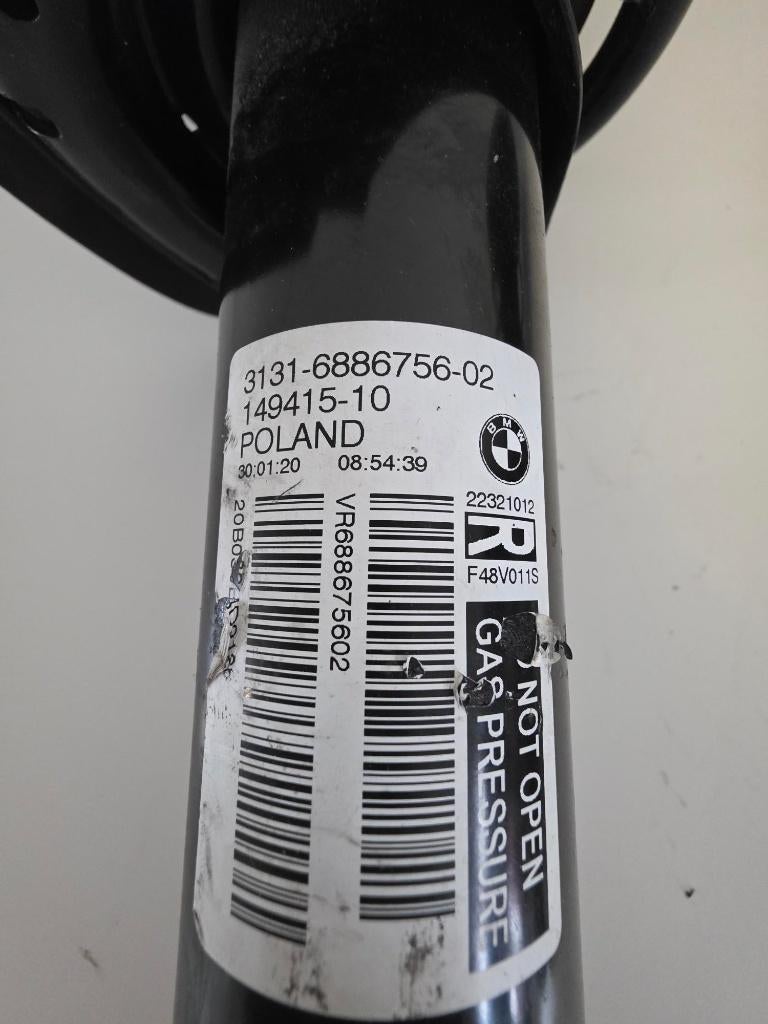 3131-6886756-02
149415-10
POLAND
30:01:20 08:54:39
BMW
22321012
R
F48V011S
VR688675602
NOT OPEN
GAS PRESSURE